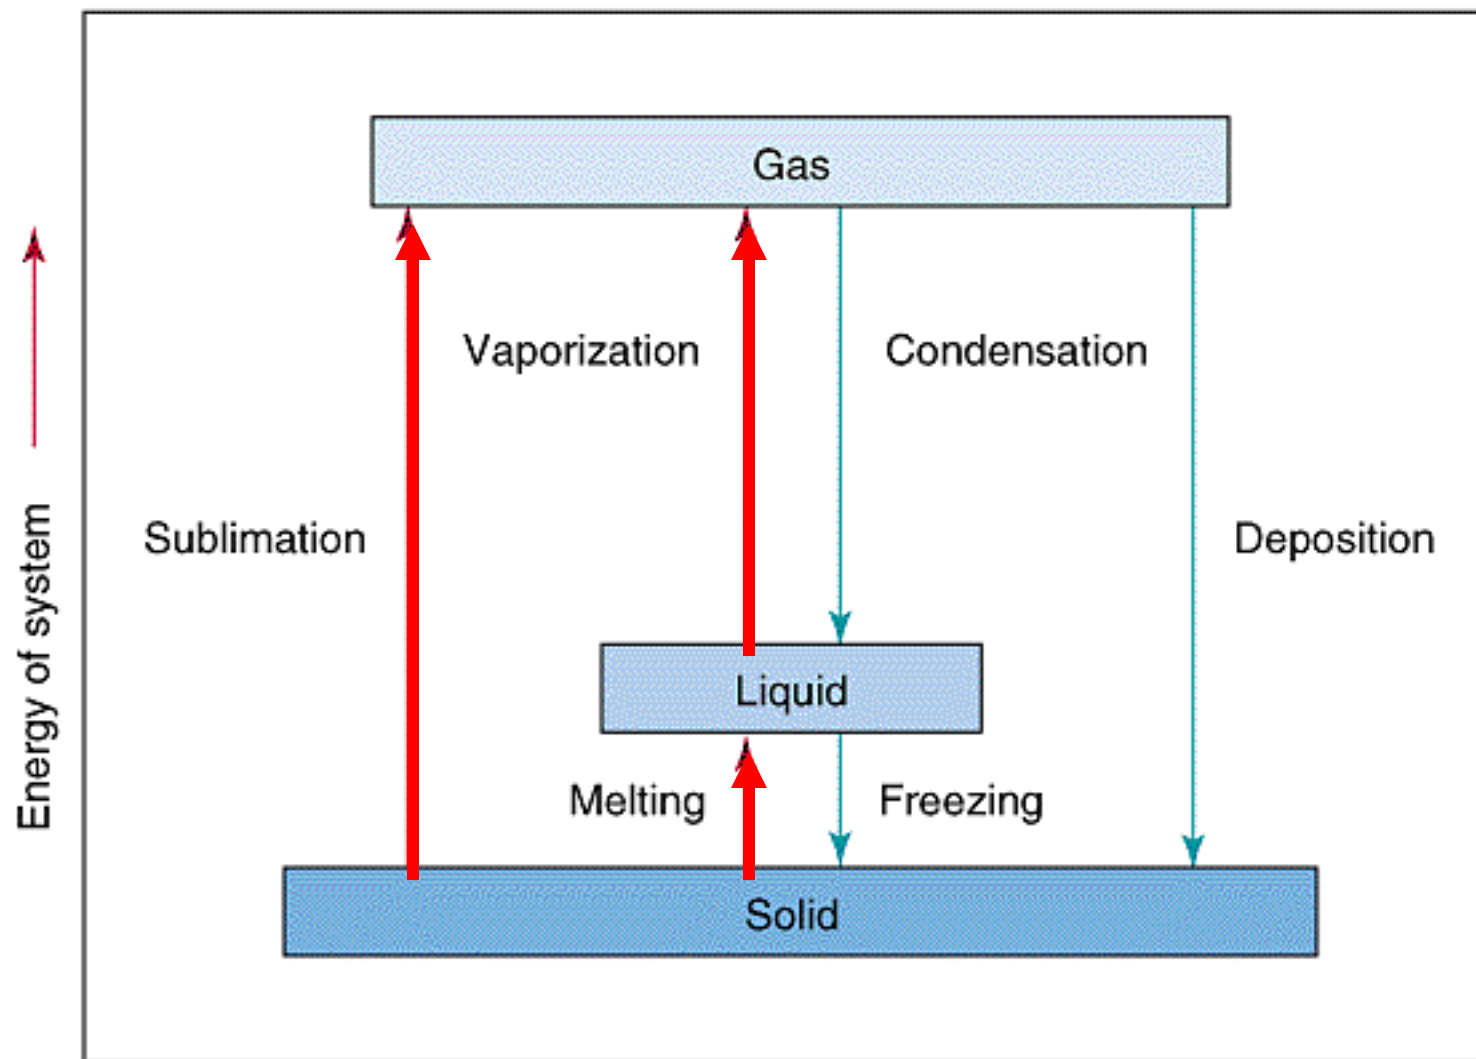 Gas
Vaporization
Condensation
Sublimation
Deposition
Energy of system
Liquid
Melting
Freezing
Solid